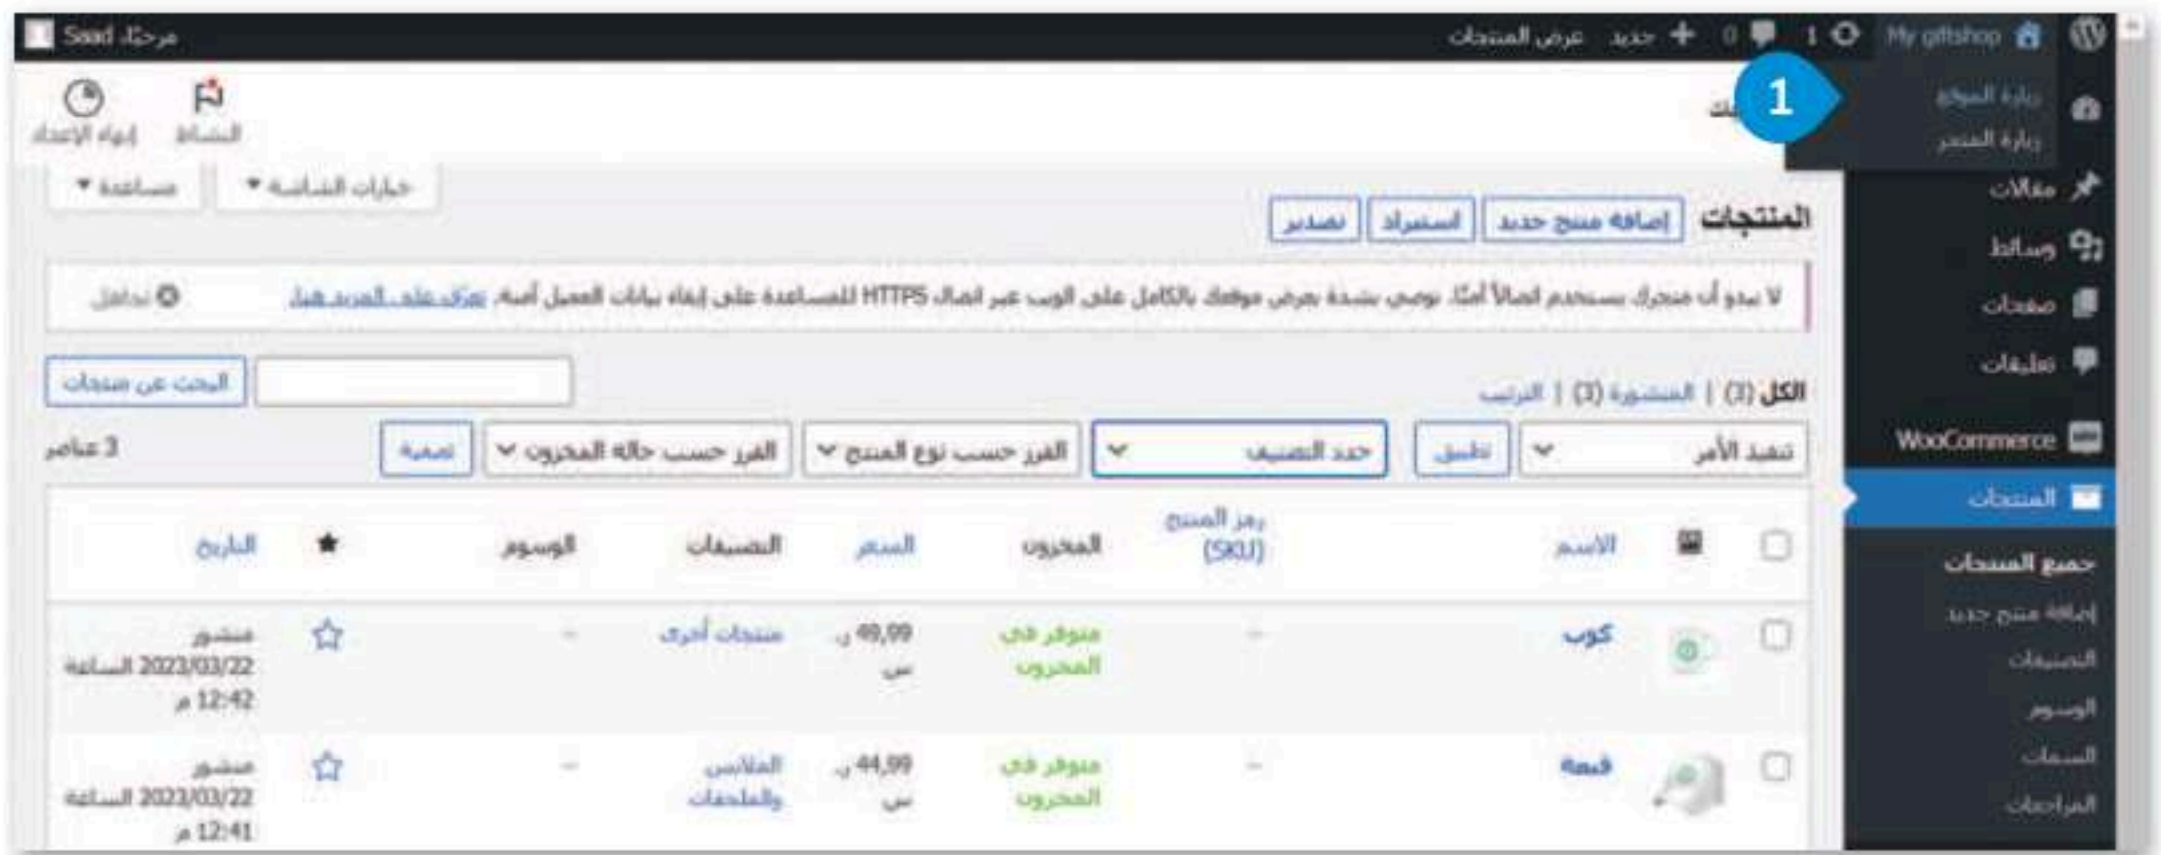 My giftshop 1 0 + جديد عرض المنتجات مرحبًا، Saad
زيارة الموقع
زيارة المتجر
1
النشاط
إنهاء الإعداد
خيارات الشاشة
مساعدة
المنتجات إضافة منتج جديد استيراد تصدير
لا يبدو أن متجرك يستخدم اتصالاً آمنًا. نوصي بشدة بعرض موقعك بالكامل على الويب عبر اتصال HTTPS للمساعدة على إبقاء بيانات العميل آمنة. تعرّف على المزيد هنا. تجاهل
الكل (3) | المنشورة (3) | الترتيب
البحث عن منتجات
تنفيذ الأمر تطبيق حدد التصنيف الفرز حسب نوع المنتج الفرز حسب حالة المخزون تصفية 3 عناصر
الاسم رمز المنتج (SKU) المخزون السعر التصنيفات الوسوم التاريخ
كوب – متوفر في المخزون 49,99 ر.س منتجات أخرى – منشور 2023/03/22 الساعة 12:42 م
قبعة – متوفر في المخزون 44,99 ر.س الملابس والملحقات – منشور 2023/03/22 الساعة 12:41 م
مقالات
وسائط
صفحات
تعليقات
WooCommerce
المنتجات
جميع المنتجات
إضافة منتج جديد
التصنيفات
الوسوم
السمات
المراجعات